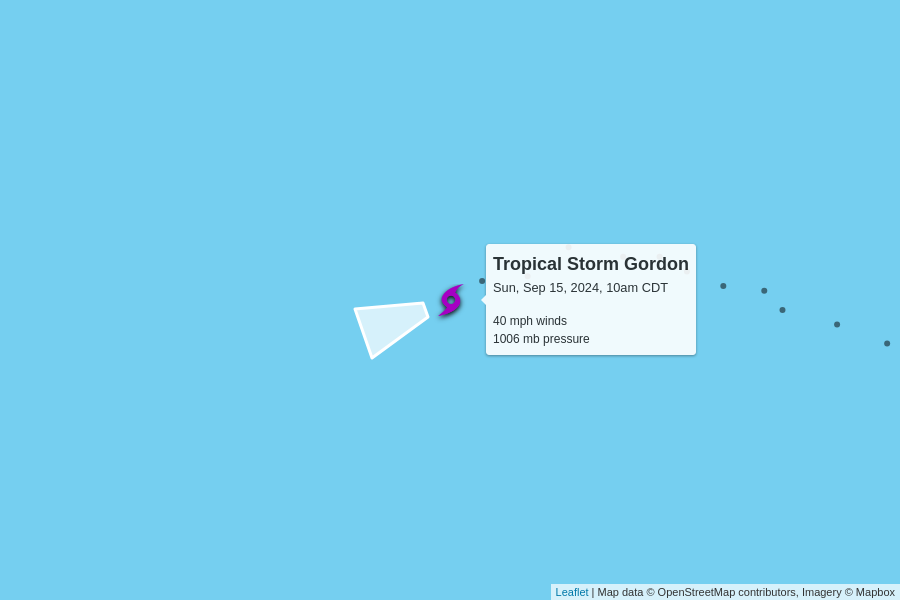 Tropical Storm Gordon
Sun, Sep 15, 2024, 10am CDT
40 mph winds
1006 mb pressure
Leaflet | Map data © OpenStreetMap contributors, Imagery © Mapbox